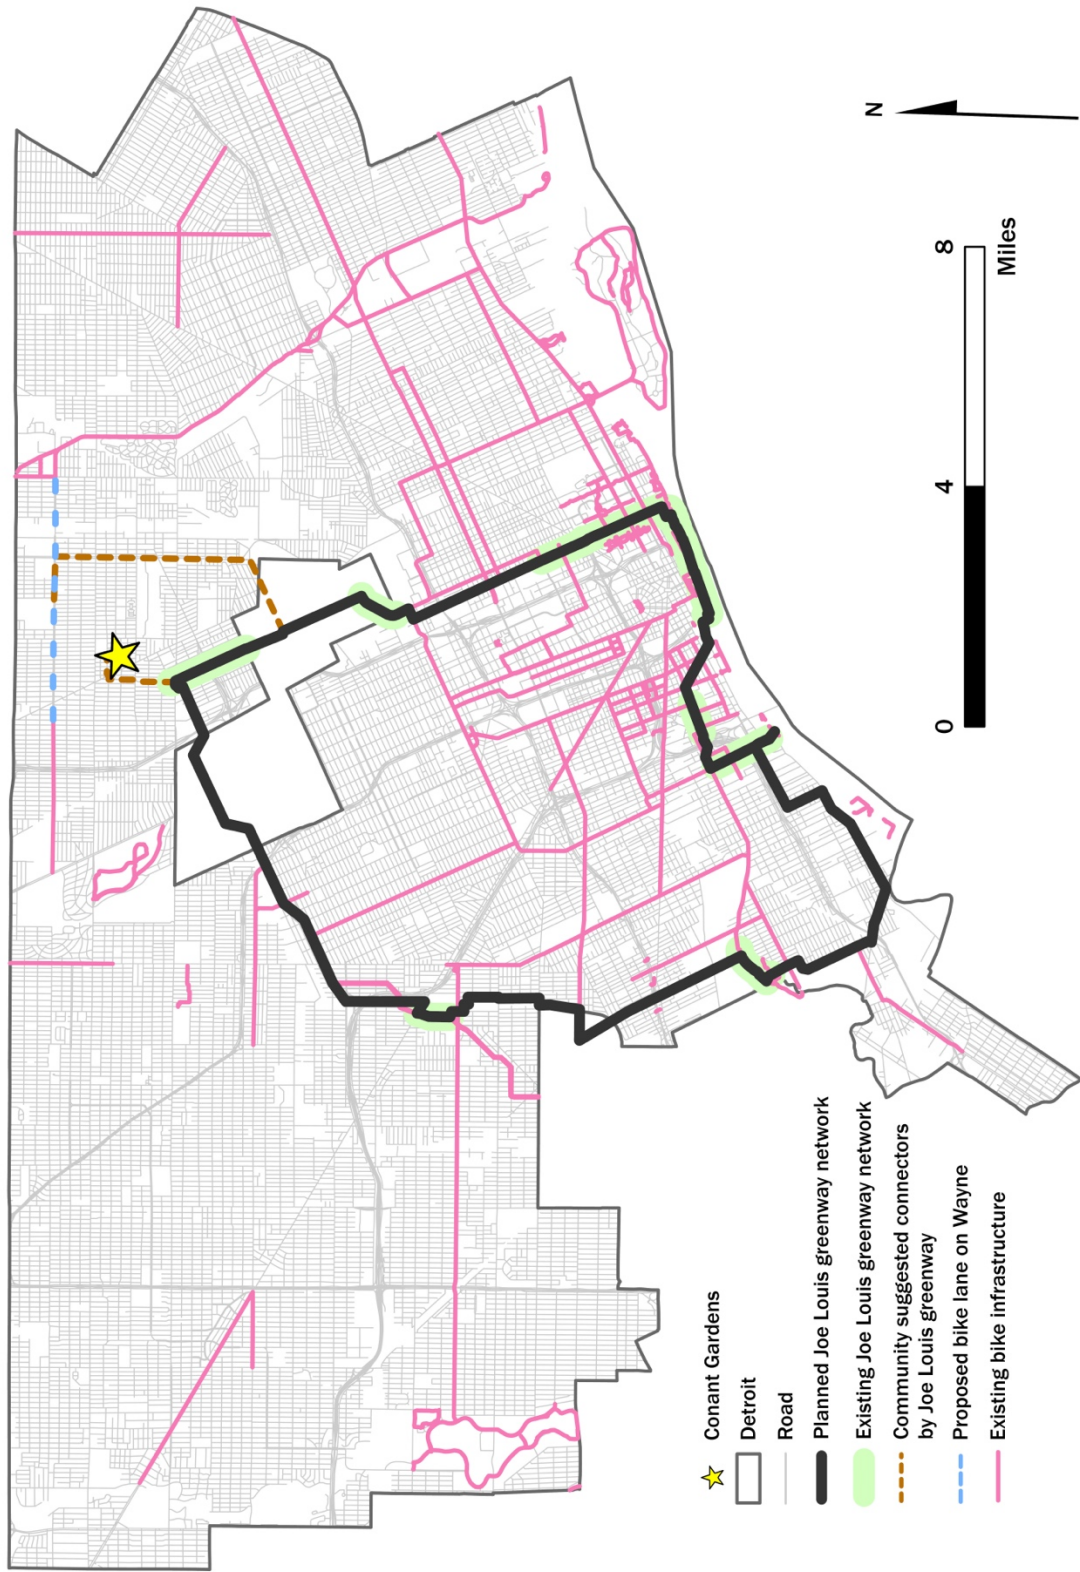 N
0
4
8
Miles
Conant Gardens
Detroit
Road
Planned Joe Louis greenway network
Existing Joe Louis greenway network
Community suggested connectors
by Joe Louis greenway
Proposed bike lane on Wayne
Existing bike infrastructure